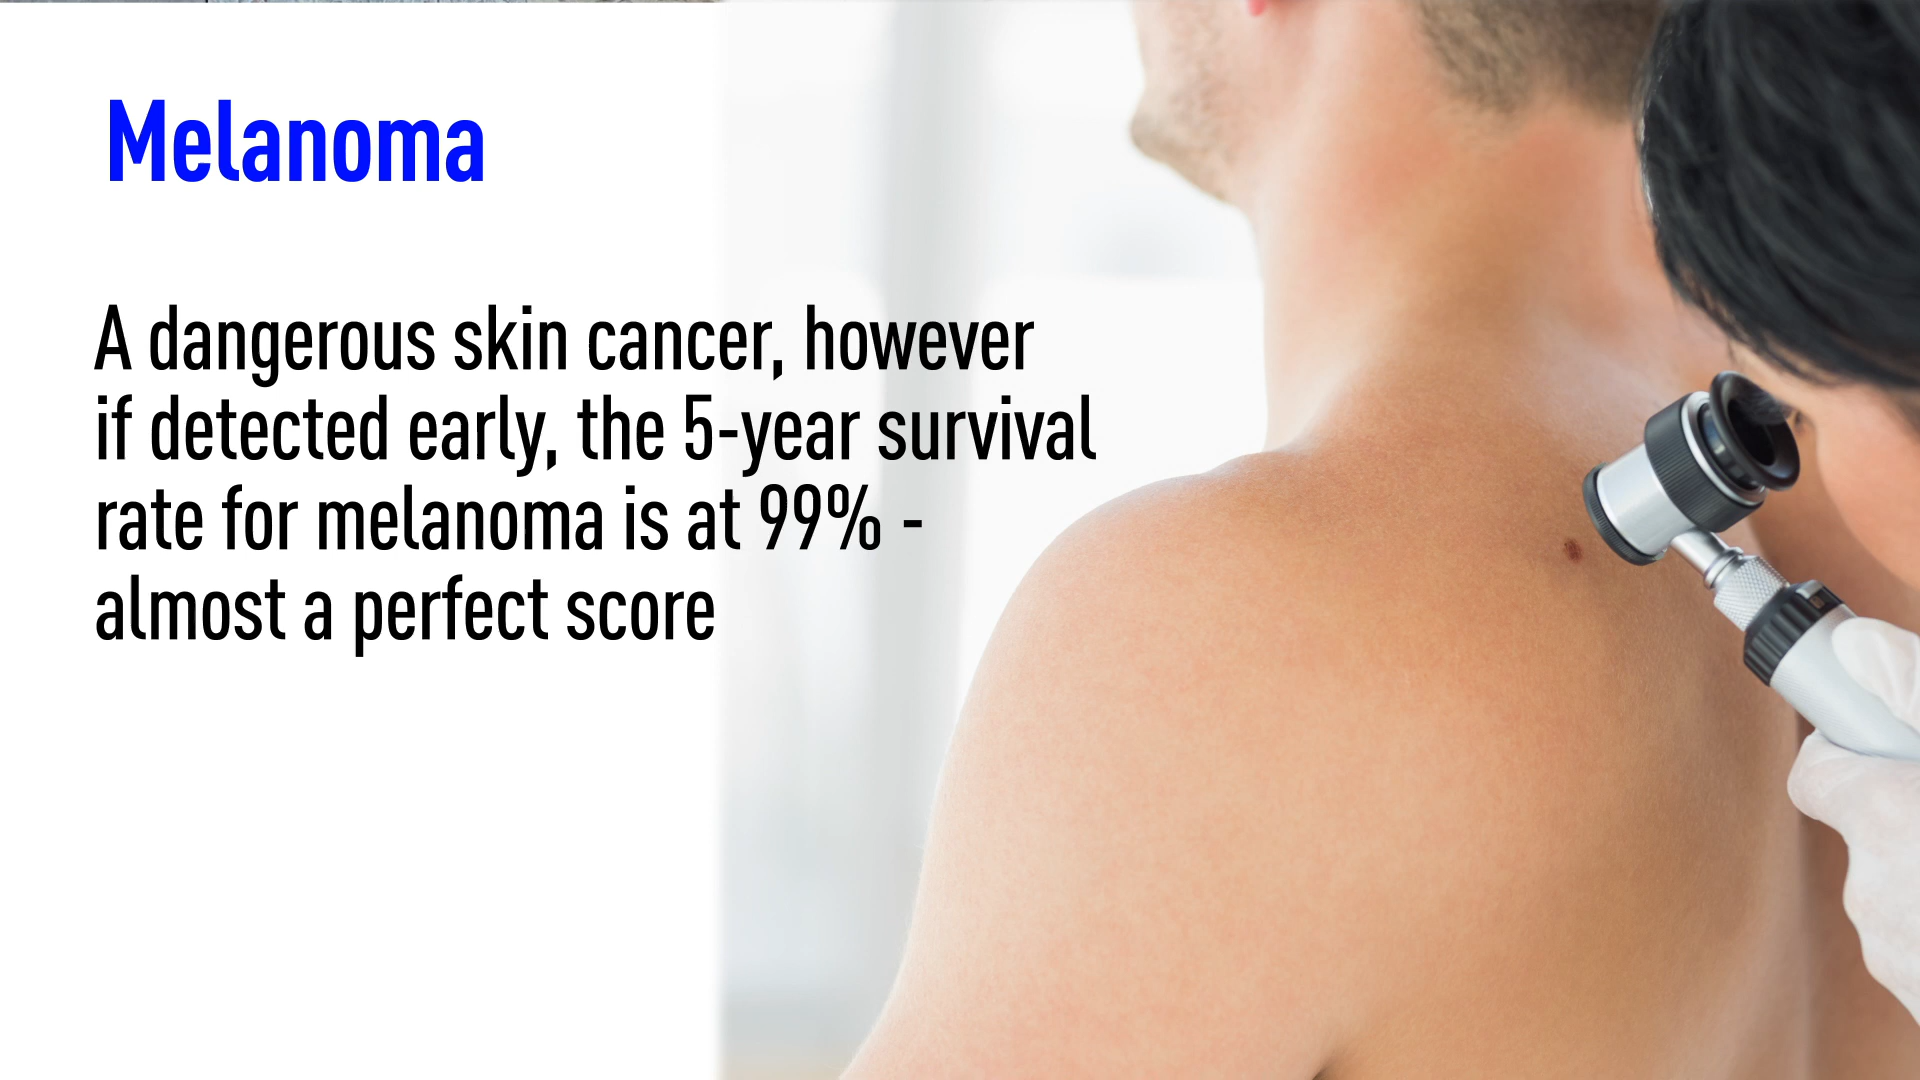 Melanoma
A dangerous skin cancer, however
if detected early, the 5-year survival
rate for melanoma is at 99% -
almost a perfect score